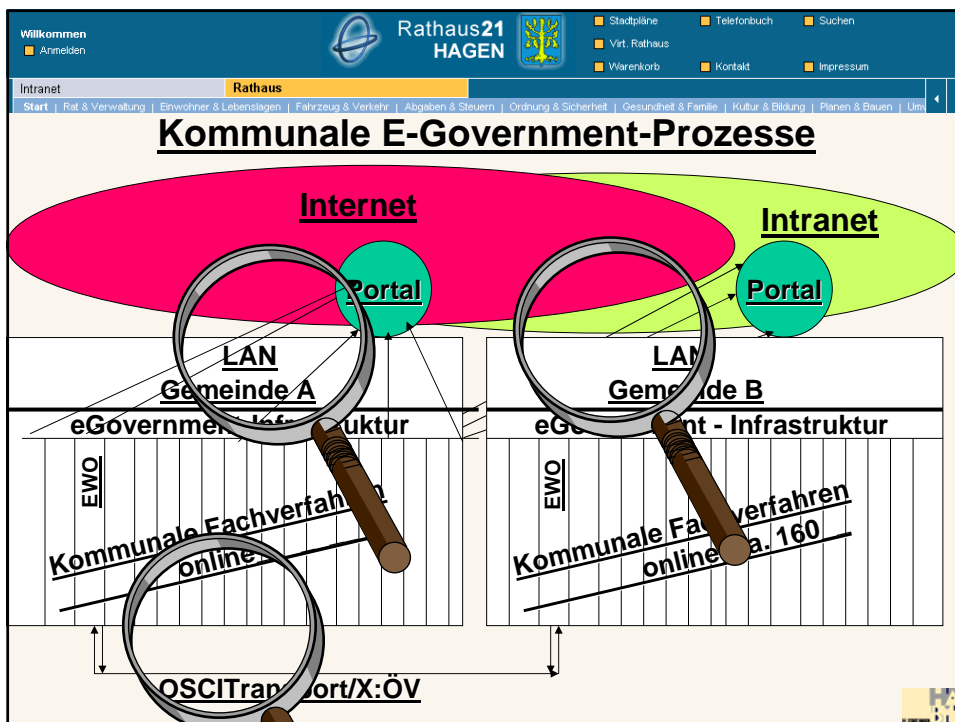 Willkommen
Anmelden
Rathaus21
HAGEN
Stadtpläne
Telefonbuch
Suchen
Virt. Rathaus
Warenkorb
Kontakt
Impressum
Intranet
Rathaus
Start | Rat & Verwaltung | Einwohner & Lebenslagen | Fahrzeug & Verkehr | Abgaben & Steuern | Ordnung & Sicherheit | Gesundheit & Familie | Kultur & Bildung | Planen & Bauen |
Kommunale E-Government-Prozesse
Internet
Intranet
Portal
Portal
LAN
Gemeinde A
eGovernment-Infrastruktur
EWO
Kommunale Fachverfahren
online
LAN
Gemeinde B
eGovernment - Infrastruktur
EWO
Kommunale Fachverfahren
online ca. 160
OSCITransport/X:ÖV